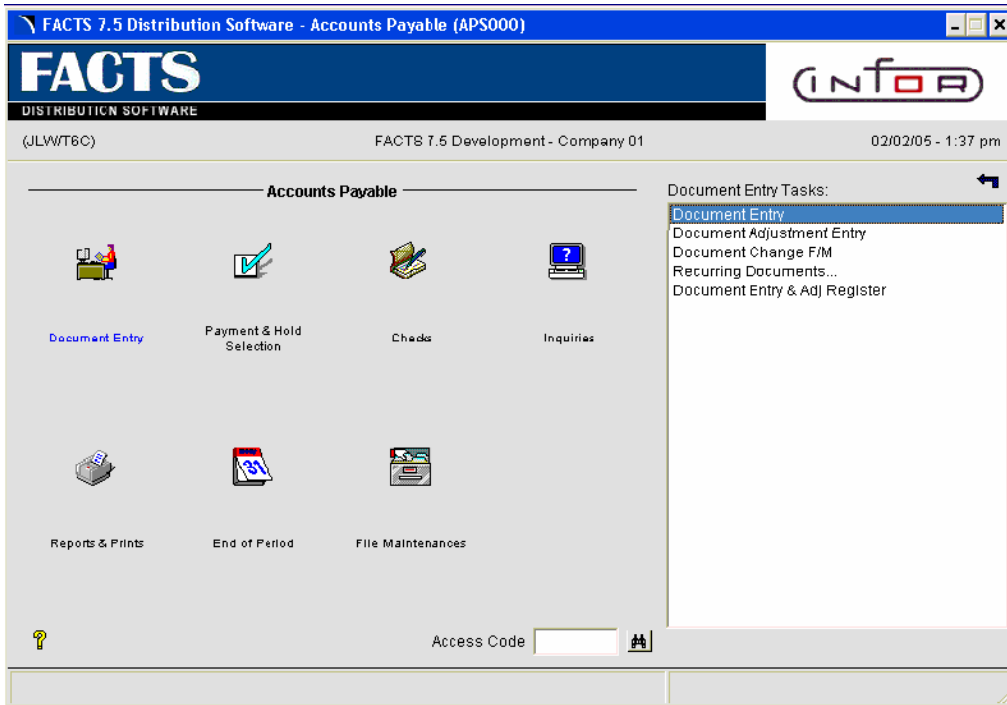 FACTS 7.5 Distribution Software - Accounts Payable (APS000)
FACTS
DISTRIBUTION SOFTWARE
infor
(JLW/T6C)
FACTS 7.5 Development - Company 01
02/02/05 - 1:37 pm
Accounts Payable
Document Entry
Payment & Hold
Selection
Checks
Inquiries
?
31
Reports & Prints
End of Period
File Maintenances
?
Access Code
Document Entry Tasks:
Document Entry
Document Adjustment Entry
Document Change F/M
Recurring Documents...
Document Entry & Adj Register